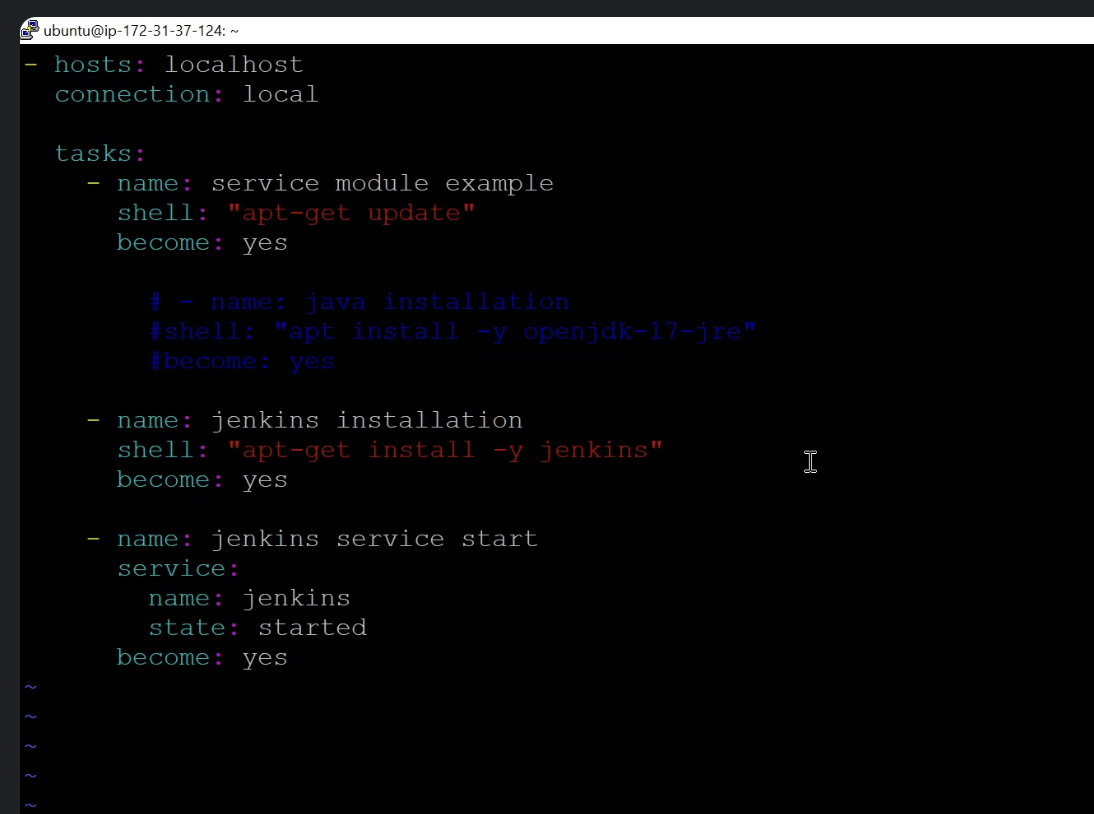 ubuntu@ip-172-31-37-124: ~
- hosts: localhost
  connection: local

  tasks:
    - name: service module example
      shell: "apt-get update"
      become: yes

        # - name: java installation
        #shell: "apt install -y openjdk-17-jre"
        #become: yes

    - name: jenkins installation
      shell: "apt-get install -y jenkins"
      become: yes

    - name: jenkins service start
      service:
        name: jenkins
        state: started
      become: yes
~
~
~
~
~